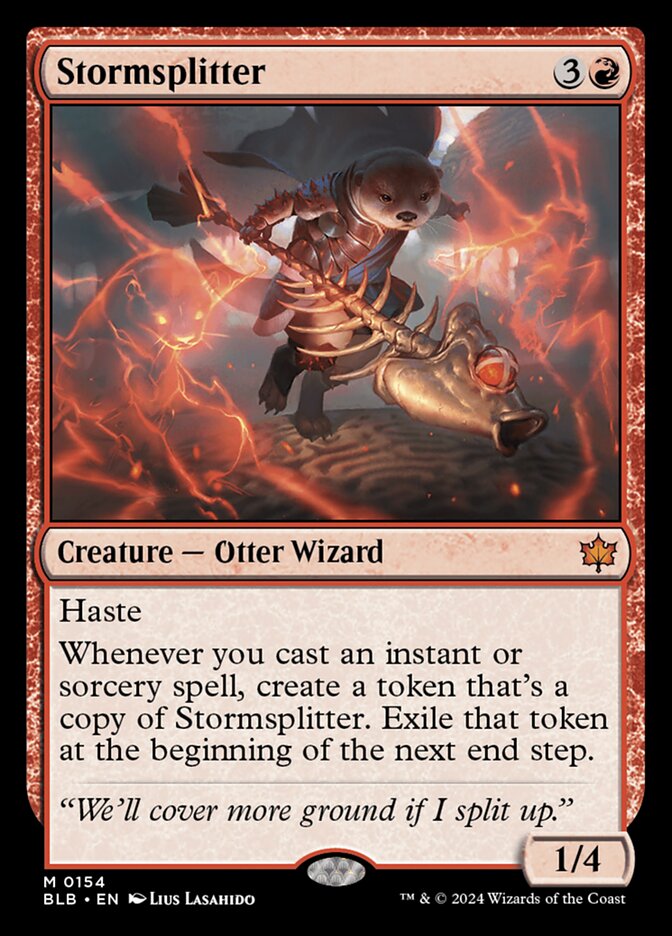 Stormsplitter 3
Creature — Otter Wizard
Haste
Whenever you cast an instant or
sorcery spell, create a token that's a
copy of Stormsplitter. Exile that token
at the beginning of the next end step.
“We'll cover more ground if I split up.”
1/4
M 0154
BLB • EN Lius Lasahido
™ & © 2024 Wizards of the Coast